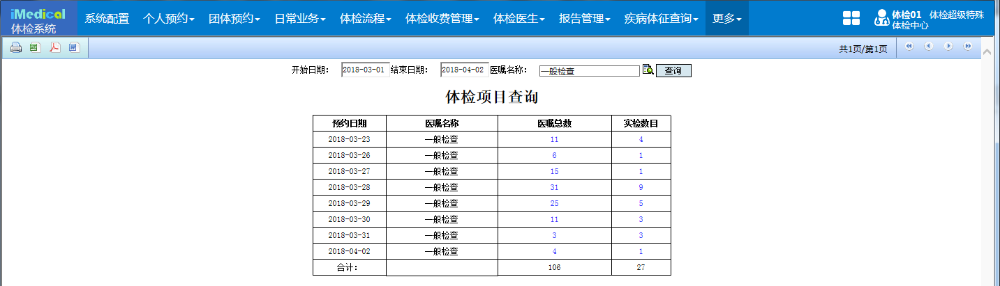 iMedical
体检系统
系统配置 个人预约 团体预约 日常业务 体检流程 体检收费管理 体检医生 报告管理 疾病体征查询 更多
体检01 体检超级特殊
体检中心
共1页/第1页
开始日期： 2018-03-01 结束日期： 2018-04-02 医嘱名称： 一般检查 查询
体检项目查询
预约日期 医嘱名称 医嘱总数 实检数目
2018-03-23 一般检查 11 4
2018-03-26 一般检查 6 1
2018-03-27 一般检查 15 1
2018-03-28 一般检查 31 9
2018-03-29 一般检查 25 5
2018-03-30 一般检查 11 3
2018-03-31 一般检查 3 3
2018-04-02 一般检查 4 1
合计： 106 27